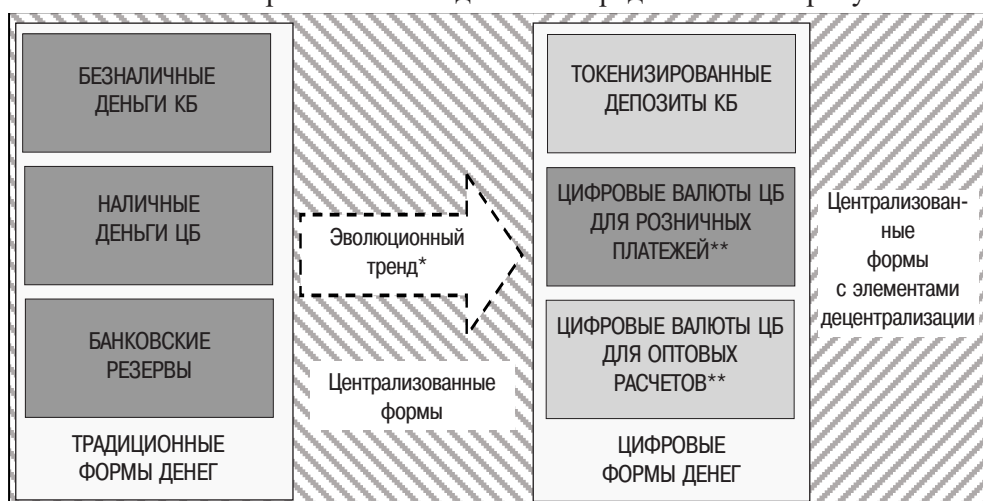 БЕЗНАЛИЧНЫЕ
ДЕНЬГИ КБ
НАЛИЧНЫЕ
ДЕНЬГИ ЦБ
БАНКОВСКИЕ
РЕЗЕРВЫ
ТРАДИЦИОННЫЕ
ФОРМЫ ДЕНЕГ
Эволюционный
тренд*
Централизованные
формы
ТОКЕНИЗИРОВАННЫЕ
ДЕПОЗИТЫ КБ
ЦИФРОВЫЕ ВАЛЮТЫ ЦБ
ДЛЯ РОЗНИЧНЫХ
ПЛАТЕЖЕЙ**
ЦИФРОВЫЕ ВАЛЮТЫ ЦБ
ДЛЯ ОПТОВЫХ
РАСЧЕТОВ**
ЦИФРОВЫЕ
ФОРМЫ ДЕНЕГ
Централизован-
ные
формы
с элементами
децентрализации